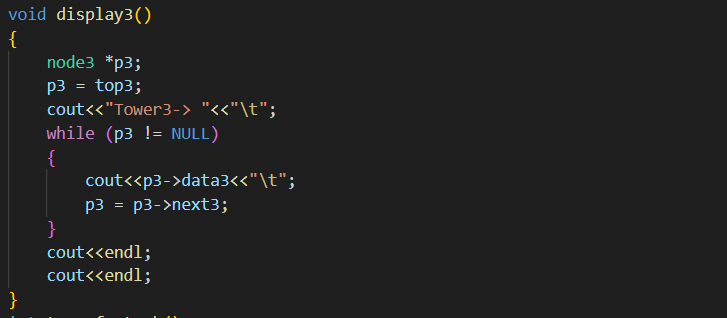 void display3()
{
    node3 *p3;
    p3 = top3;
    cout<<"Tower3-> "<<"\t";
    while (p3 != NULL)
    {
        cout<<p3->data3<<"\t";
        p3 = p3->next3;
    }
    cout<<endl;
    cout<<endl;
}